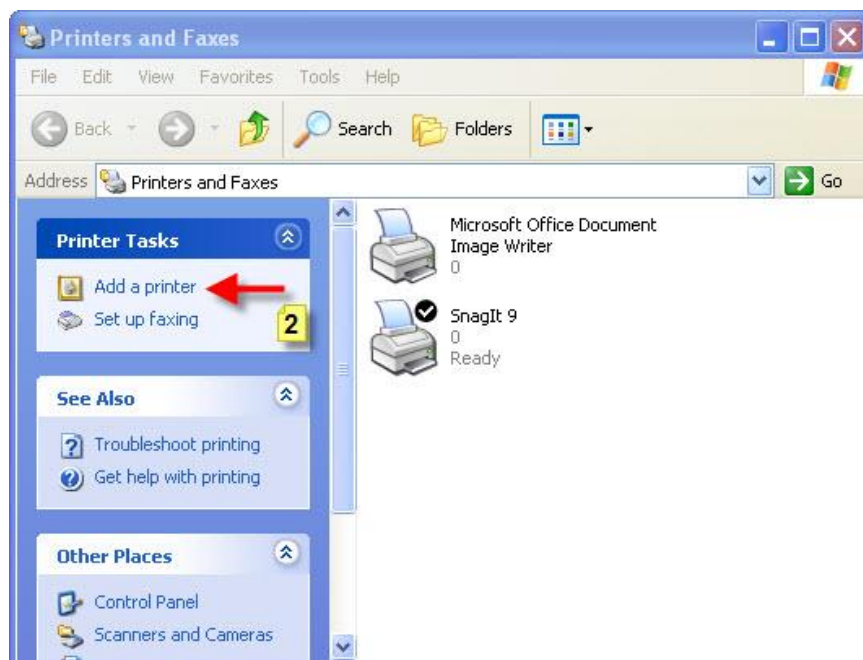 Printers and Faxes
File Edit View Favorites Tools Help
Back Search Folders
Address Printers and Faxes Go
Printer Tasks
Add a printer
Set up faxing
2
See Also
Troubleshoot printing
Get help with printing
Other Places
Control Panel
Scanners and Cameras
Microsoft Office Document
Image Writer
0
SnagIt 9
0
Ready